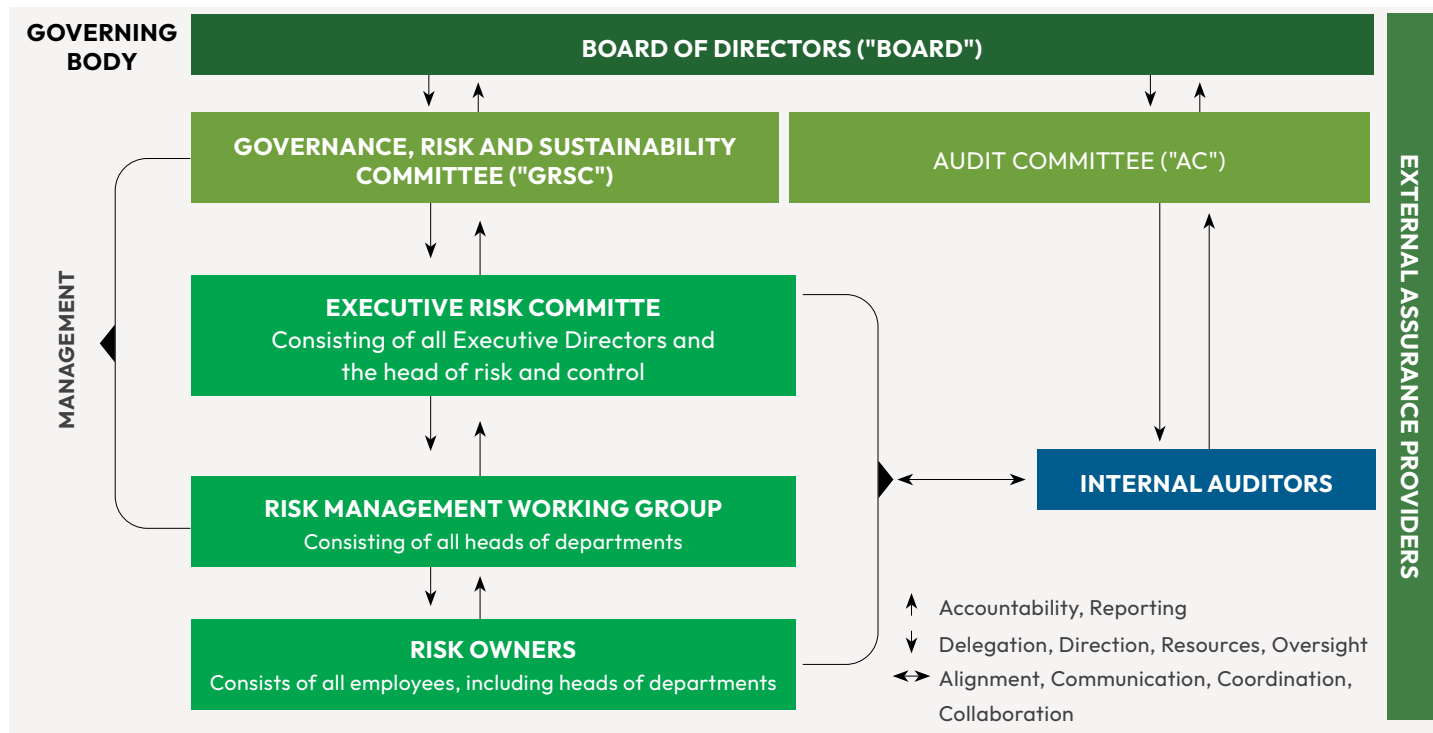 GOVERNING
BODY
BOARD OF DIRECTORS ("BOARD")
GOVERNANCE, RISK AND SUSTAINABILITY
COMMITTEE ("GRSC")
AUDIT COMMITTEE ("AC")
MANAGEMENT
EXECUTIVE RISK COMMITTE
Consisting of all Executive Directors and
the head of risk and control
RISK MANAGEMENT WORKING GROUP
Consisting of all heads of departments
RISK OWNERS
Consists of all employees, including heads of departments
INTERNAL AUDITORS
Accountability, Reporting
Delegation, Direction, Resources, Oversight
Alignment, Communication, Coordination,
Collaboration
EXTERNAL ASSURANCE PROVIDERS